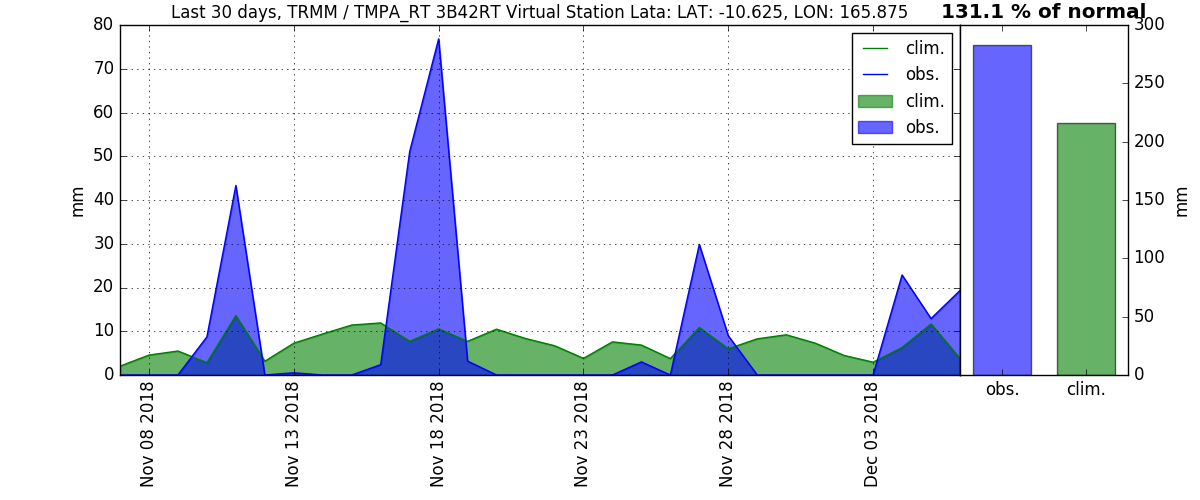 Last 30 days, TRMM / TMPA_RT 3B42RT Virtual Station Lata: LAT: -10.625, LON: 165.875
131.1 % of normal
80
70
60
50
40
30
20
10
0
mm
clim.
obs.
clim.
obs.
300
250
200
150
100
50
0
mm
obs.
clim.
Nov 08 2018
Nov 13 2018
Nov 18 2018
Nov 23 2018
Nov 28 2018
Dec 03 2018